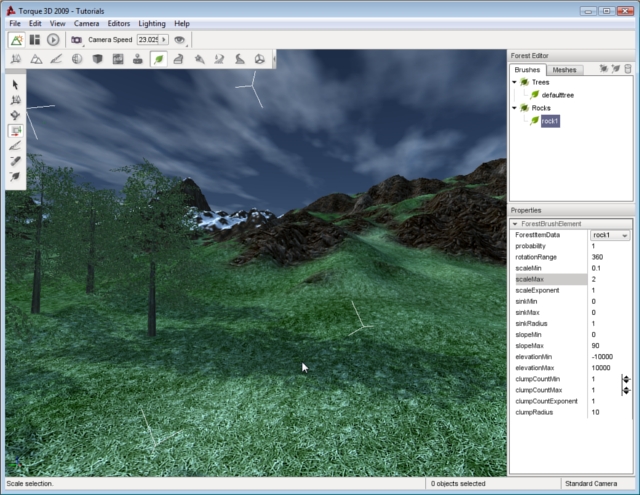 Torque 3D 2009 - Tutorials
File Edit View Camera Editors Lighting Help
Camera Speed 23.025
Forest Editor
Brushes Meshes
Trees
defaulttree
Rocks
rock1
Properties
ForestBrushElement
ForestItemData rock1
probability 1
rotationRange 360
scaleMin 0.1
scaleMax 2
scaleExponent 1
sinkMin 0
sinkMax 0
sinkRadius 1
slopeMin 0
slopeMax 90
elevationMin -10000
elevationMax 10000
clumpCountMin 1
clumpCountMax 1
clumpCountExponent 1
clumpRadius 10
Scale selection. 0 objects selected Standard Camera